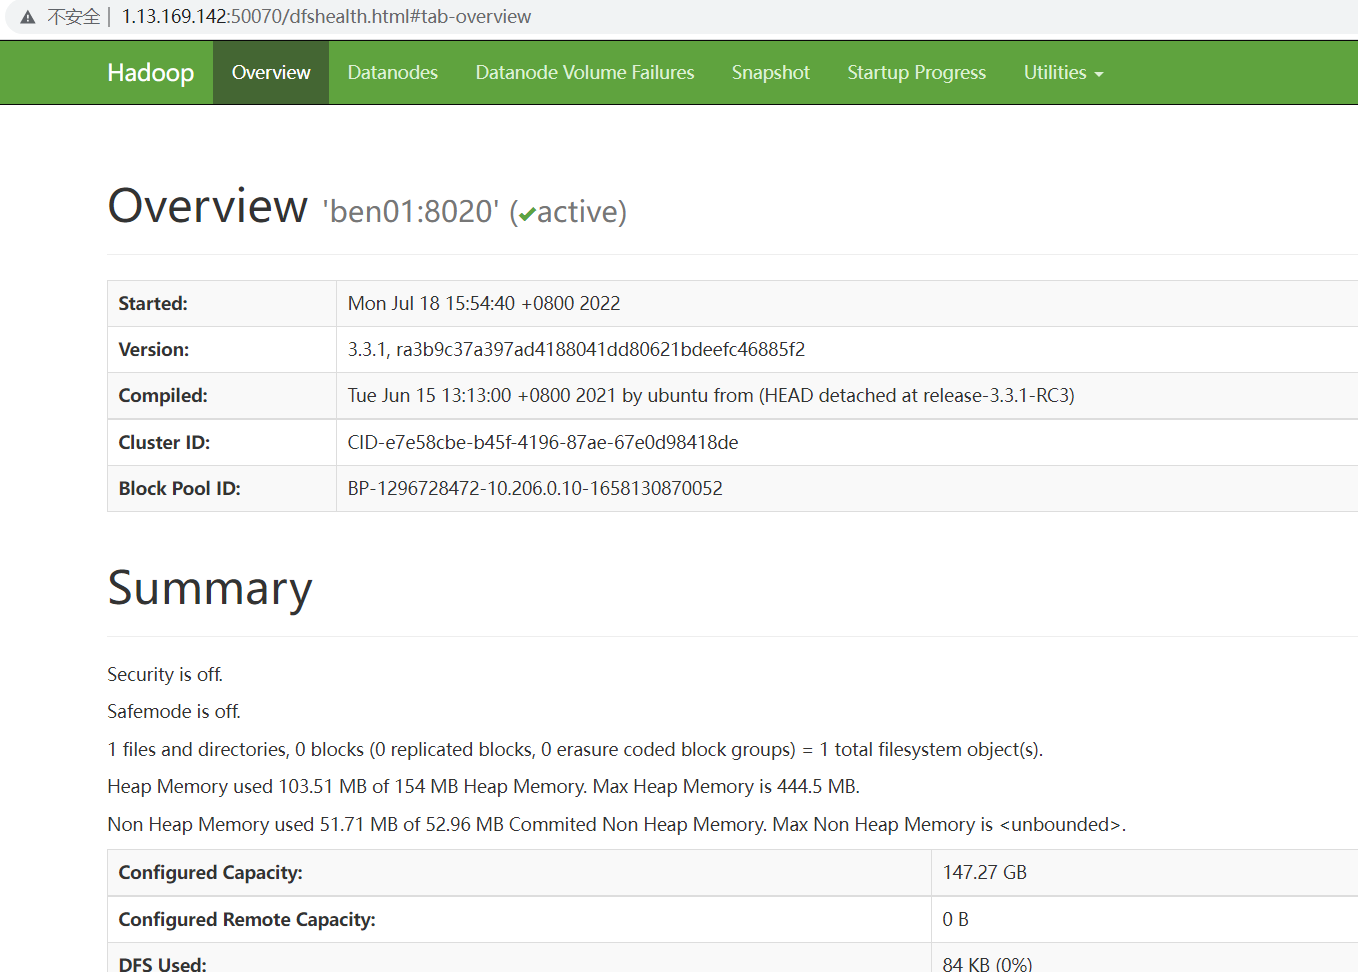 不安全 | 1.13.169.142:50070/dfshealth.html#tab-overview
Hadoop Overview Datanodes Datanode Volume Failures Snapshot Startup Progress Utilities
Overview 'ben01:8020' (✔active)
Started: Mon Jul 18 15:54:40 +0800 2022
Version: 3.3.1, ra3b9c37a397ad4188041dd80621bdeefc46885f2
Compiled: Tue Jun 15 13:13:00 +0800 2021 by ubuntu from (HEAD detached at release-3.3.1-RC3)
Cluster ID: CID-e7e58cbe-b45f-4196-87ae-67e0d98418de
Block Pool ID: BP-1296728472-10.206.0.10-1658130870052
Summary
Security is off.
Safemode is off.
1 files and directories, 0 blocks (0 replicated blocks, 0 erasure coded block groups) = 1 total filesystem object(s).
Heap Memory used 103.51 MB of 154 MB Heap Memory. Max Heap Memory is 444.5 MB.
Non Heap Memory used 51.71 MB of 52.96 MB Commited Non Heap Memory. Max Non Heap Memory is <unbounded>.
Configured Capacity: 147.27 GB
Configured Remote Capacity: 0 B
DFS Used: 84 KB (0%)